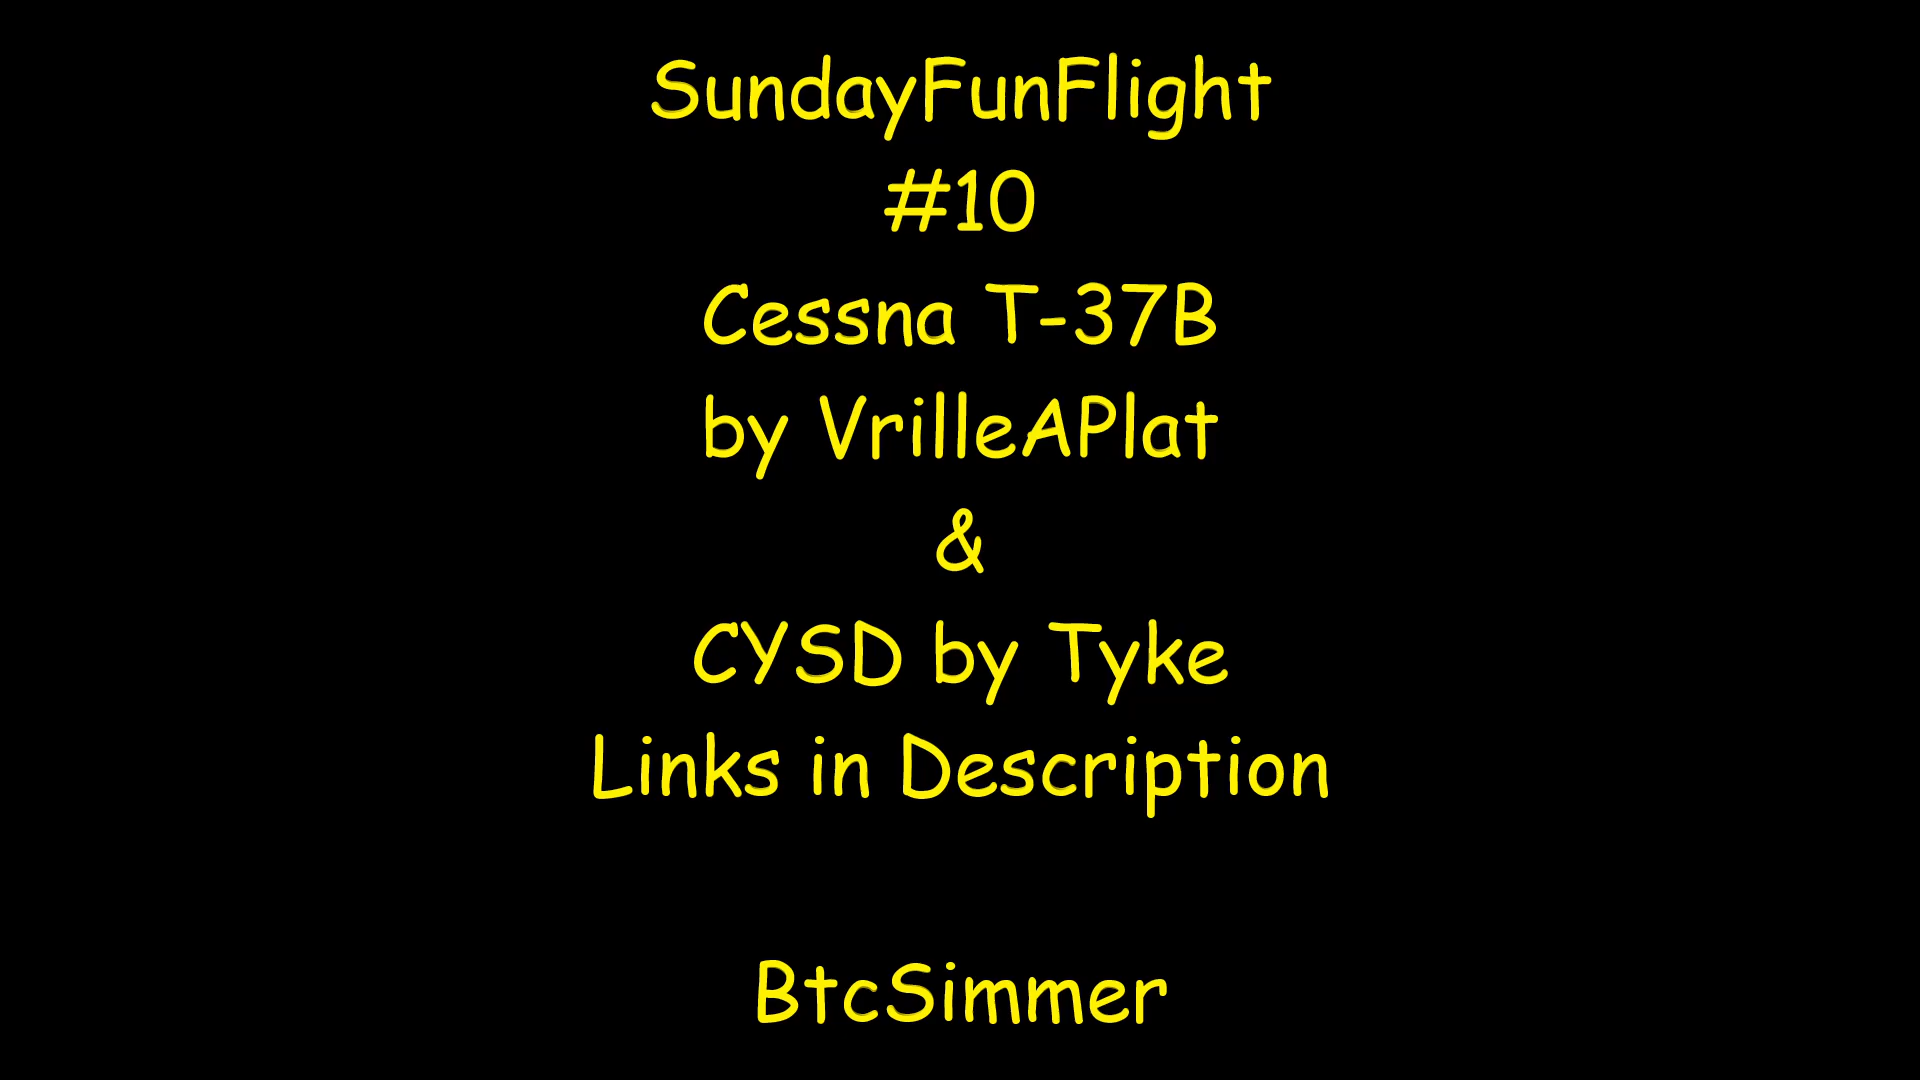 SundayFunFlight
#10
Cessna T-37B
by VrilleAPlat
&
CYSD by Tyke
Links in Description
BtcSimmer